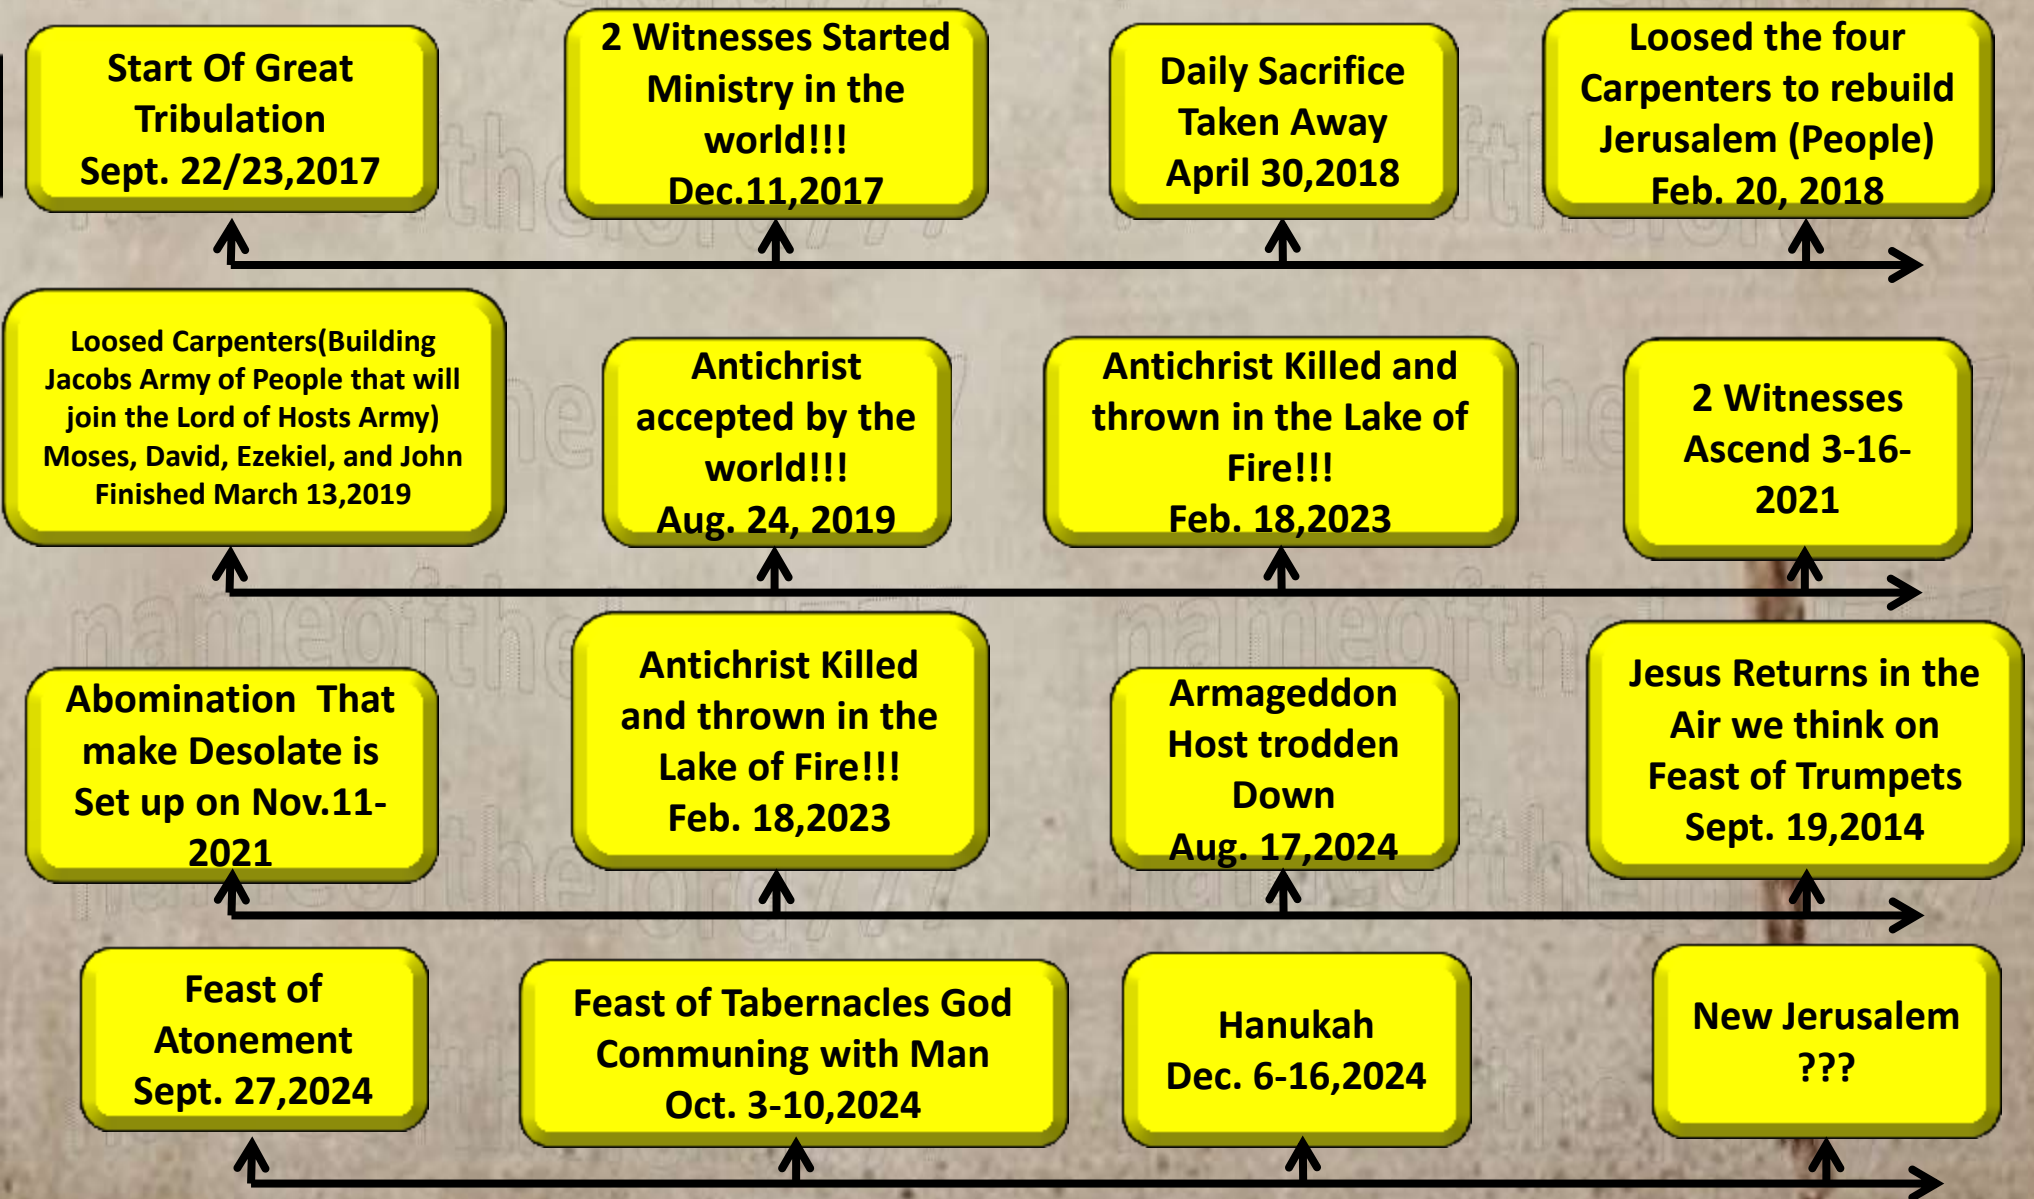 Start Of Great
Tribulation
Sept. 22/23,2017
2 Witnesses Started
Ministry in the
world!!!
Dec.11,2017
Daily Sacrifice
Taken Away
April 30,2018
Loosed the four
Carpenters to rebuild
Jerusalem (People)
Feb. 20, 2018
Loosed Carpenters(Building
Jacobs Army of People that will
join the Lord of Hosts Army)
Moses, David, Ezekiel, and John
Finished March 13,2019
Antichrist
accepted by the
world!!!
Aug. 24, 2019
Antichrist Killed and
thrown in the Lake of
Fire!!!
Feb. 18,2023
2 Witnesses
Ascend 3-16-
2021
Abomination That
make Desolate is
Set up on Nov.11-
2021
Antichrist Killed
and thrown in the
Lake of Fire!!!
Feb. 18,2023
Armageddon
Host trodden
Down
Aug. 17,2024
Jesus Returns in the
Air we think on
Feast of Trumpets
Sept. 19,2014
Feast of
Atonement
Sept. 27,2024
Feast of Tabernacles God
Communing with Man
Oct. 3-10,2024
Hanukah
Dec. 6-16,2024
New Jerusalem
???
nameofthelord777